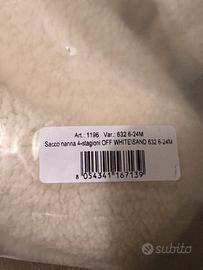 Art.: 1196 Var.: 632 6-24M
Sacco nanna 4-stagioni OFF WHITE\SAND 632 6-24M
8 054341 167139
subito